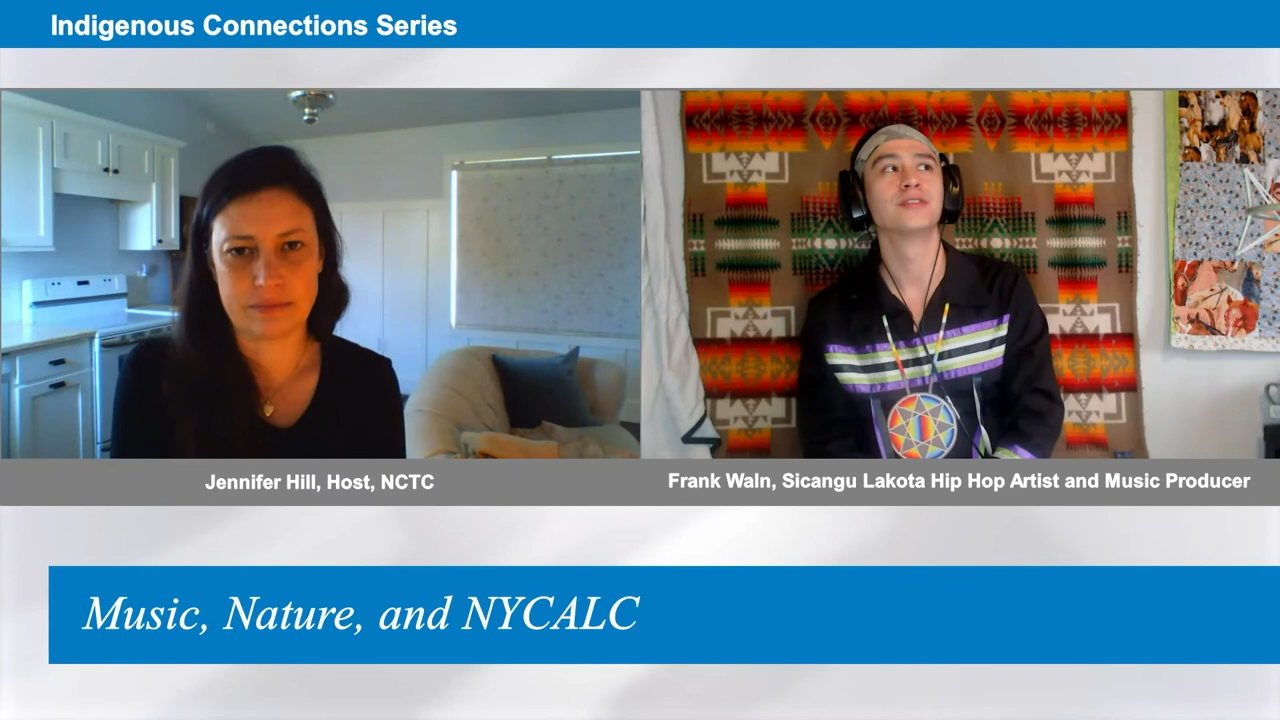 Indigenous Connections Series
Jennifer Hill, Host, NCTC
Frank Waln, Sicangu Lakota Hip Hop Artist and Music Producer
Music, Nature, and NYCALC